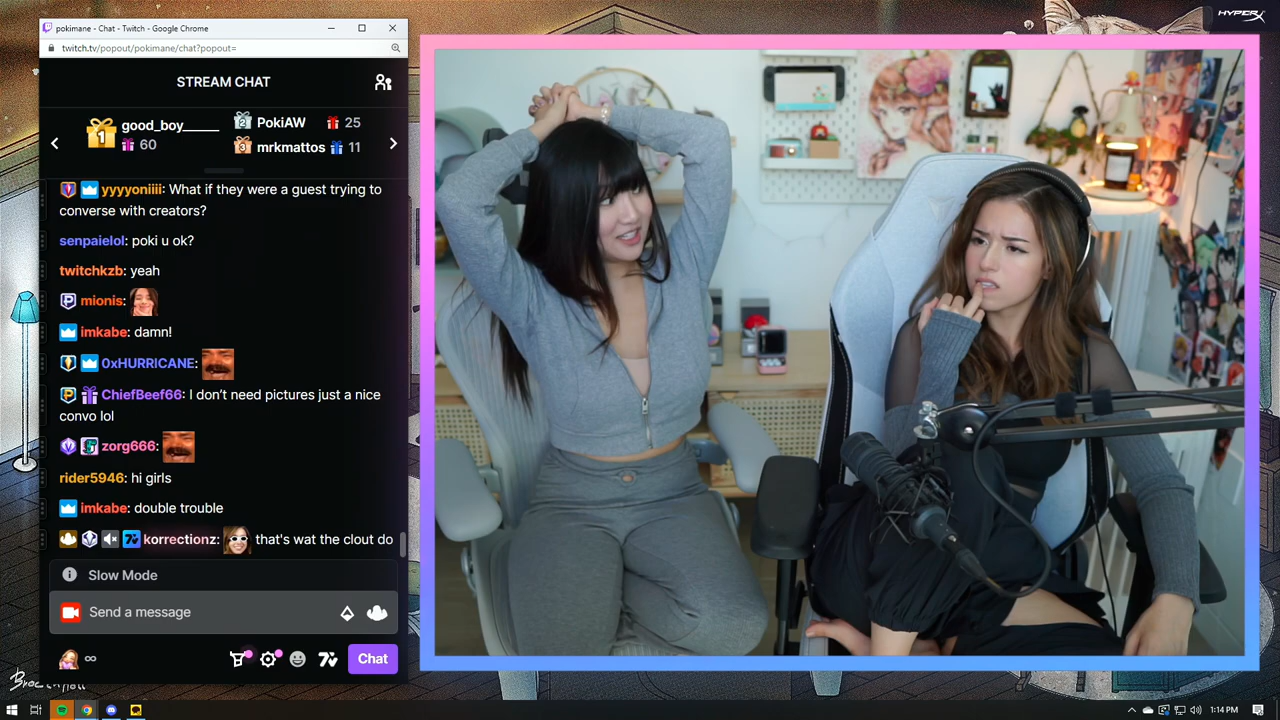 pokimane - Chat - Twitch - Google Chrome
twitch.tv/popout/pokimane/chat?popout=
STREAM CHAT
1
good_boy_____
60
2
PokiAW
25
3
mrkmattos
11
yyyyoniiii: What if they were a guest trying to
converse with creators?
senpaielol: poki u ok?
twitchkzb: yeah
mionis:
imkabe: damn!
0xHURRICANE:
ChiefBeef66: I don't need pictures just a nice
convo lol
zorg666:
rider5946: hi girls
imkabe: double trouble
korrectionz: that's wat the clout do
Slow Mode
Send a message
∞
Chat
HYPERX
1:14 PM